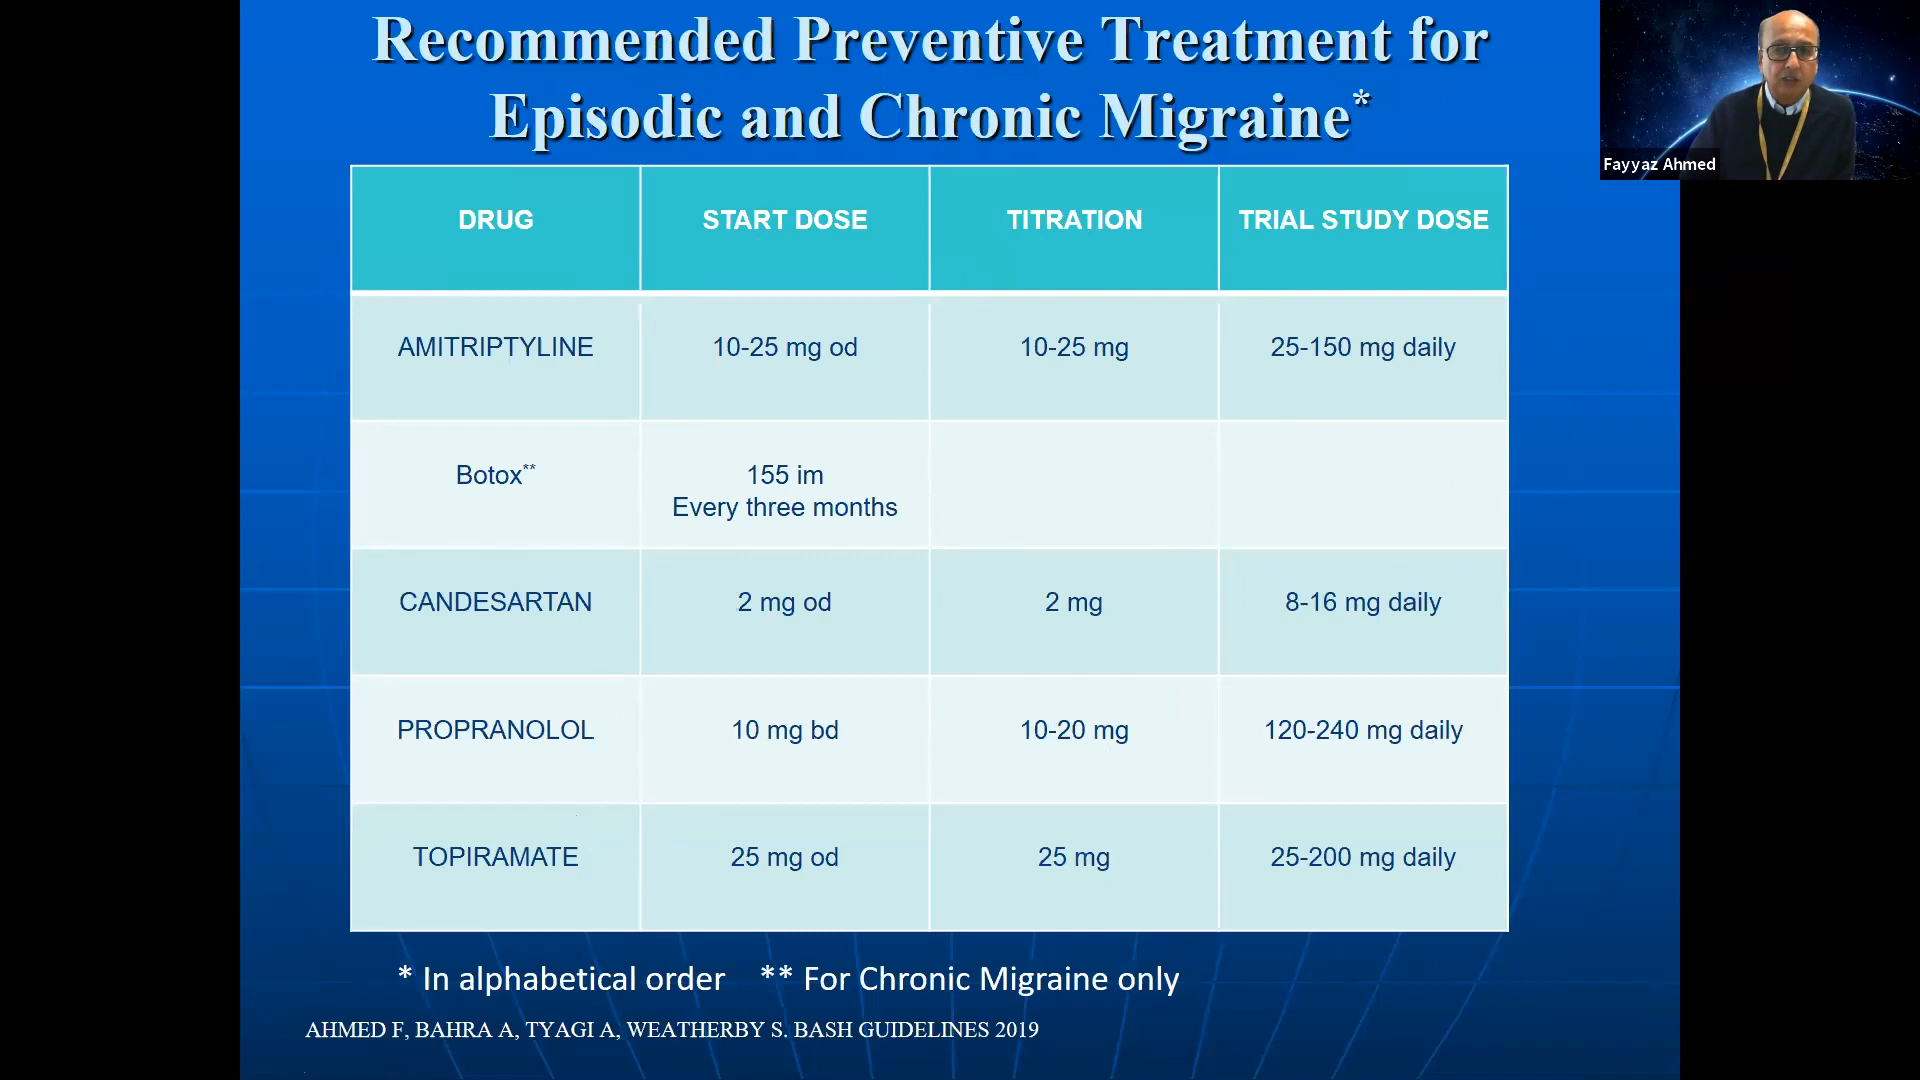 Recommended Preventive Treatment for
Episodic and Chronic Migraine*
Fayyaz Ahmed
DRUG START DOSE TITRATION TRIAL STUDY DOSE
AMITRIPTYLINE 10-25 mg od 10-25 mg 25-150 mg daily
Botox** 155 im
Every three months
CANDESARTAN 2 mg od 2 mg 8-16 mg daily
PROPRANOLOL 10 mg bd 10-20 mg 120-240 mg daily
TOPIRAMATE 25 mg od 25 mg 25-200 mg daily
* In alphabetical order ** For Chronic Migraine only
AHMED F, BAHRA A, TYAGI A, WEATHERBY S. BASH GUIDELINES 2019